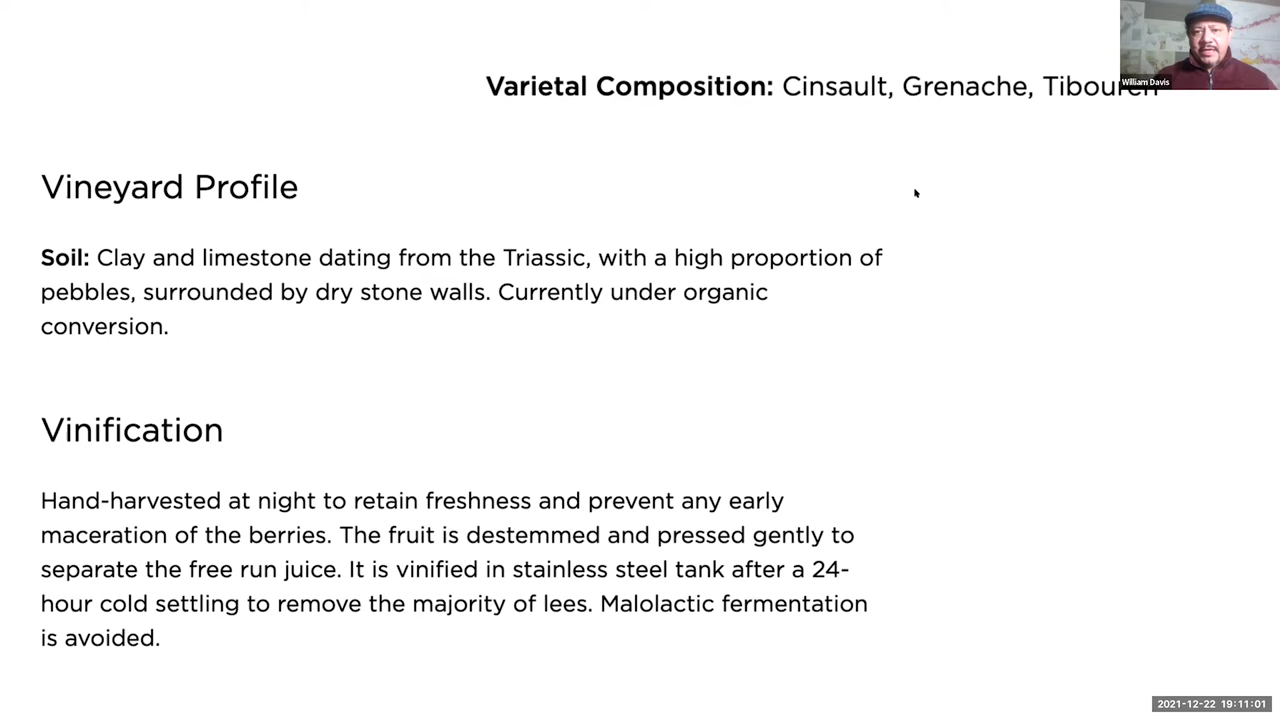 Varietal Composition: Cinsault, Grenache, Tibouren
William Davis
Vineyard Profile
Soil: Clay and limestone dating from the Triassic, with a high proportion of
pebbles, surrounded by dry stone walls. Currently under organic
conversion.
Vinification
Hand-harvested at night to retain freshness and prevent any early
maceration of the berries. The fruit is destemmed and pressed gently to
separate the free run juice. It is vinified in stainless steel tank after a 24-
hour cold settling to remove the majority of lees. Malolactic fermentation
is avoided.
2021-12-22 19:11:01